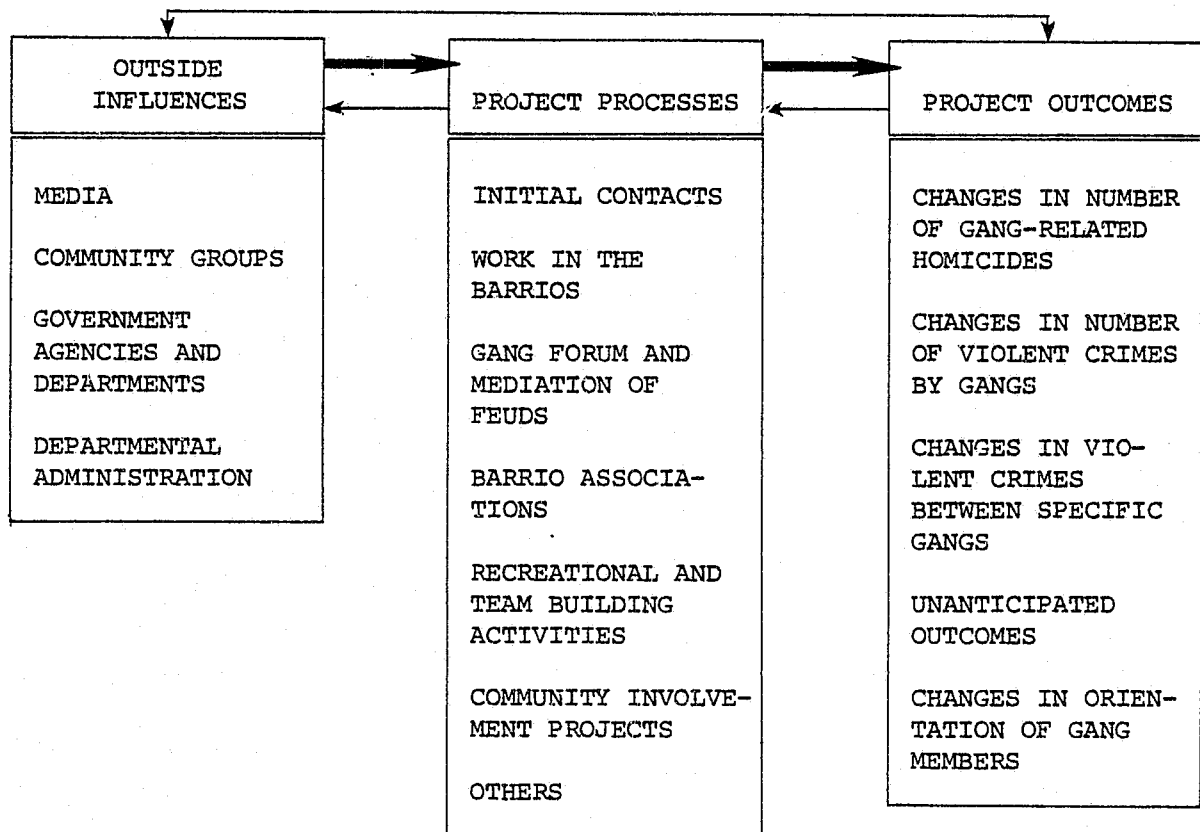 OUTSIDE
INFLUENCES
MEDIA
COMMUNITY GROUPS
GOVERNMENT
AGENCIES AND
DEPARTMENTS
DEPARTMENTAL
ADMINISTRATION
PROJECT PROCESSES
INITIAL CONTACTS
WORK IN THE
BARRIOS
GANG FORUM AND
MEDIATION OF
FEUDS
BARRIO ASSOCIA-
TIONS
RECREATIONAL AND
TEAM BUILDING
ACTIVITIES
COMMUNITY INVOLVE-
MENT PROJECTS
OTHERS
PROJECT OUTCOMES
CHANGES IN NUMBER
OF GANG-RELATED
HOMICIDES
CHANGES IN NUMBER
OF VIOLENT CRIMES
BY GANGS
CHANGES IN VIO-
LENT CRIMES
BETWEEN SPECIFIC
GANGS
UNANTICIPATED
OUTCOMES
CHANGES IN ORIEN-
TATION OF GANG
MEMBERS